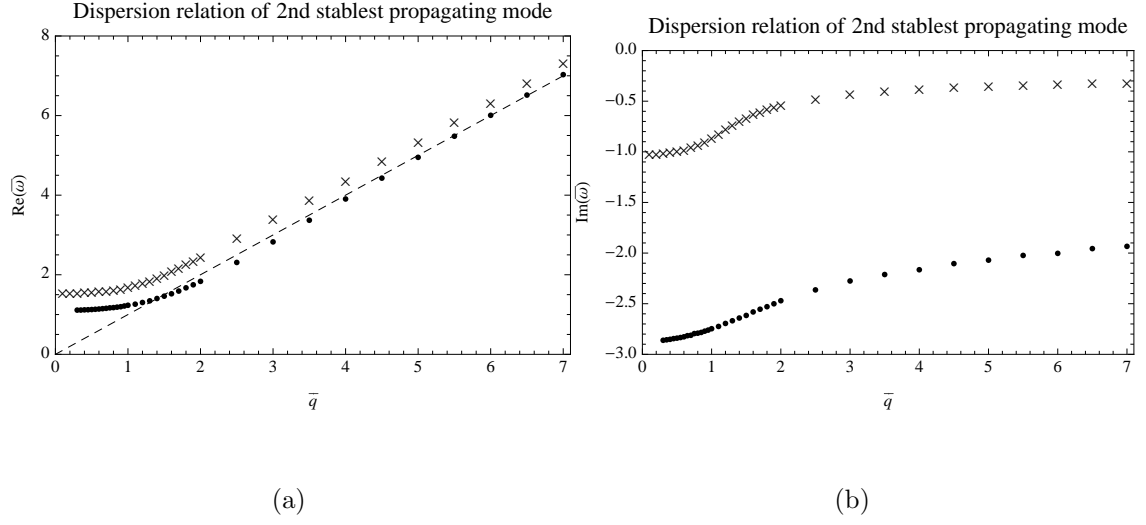 Dispersion relation of 2nd stablest propagating mode
8
6
4
2
0
0 1 2 3 4 5 6 7
Re(ω̅)
q̅
(a)
Dispersion relation of 2nd stablest propagating mode
0.0
−0.5
−1.0
−1.5
−2.0
−2.5
−3.0
0 1 2 3 4 5 6 7
Im(ω̅)
q̅
(b)